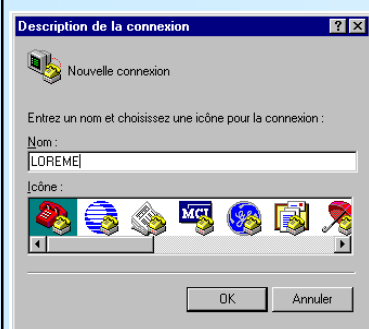 Description de la connexion
Nouvelle connexion
Entrez un nom et choisissez une icône pour la connexion :
Nom :
LOREME
Icône :
MCI
OK
Annuler